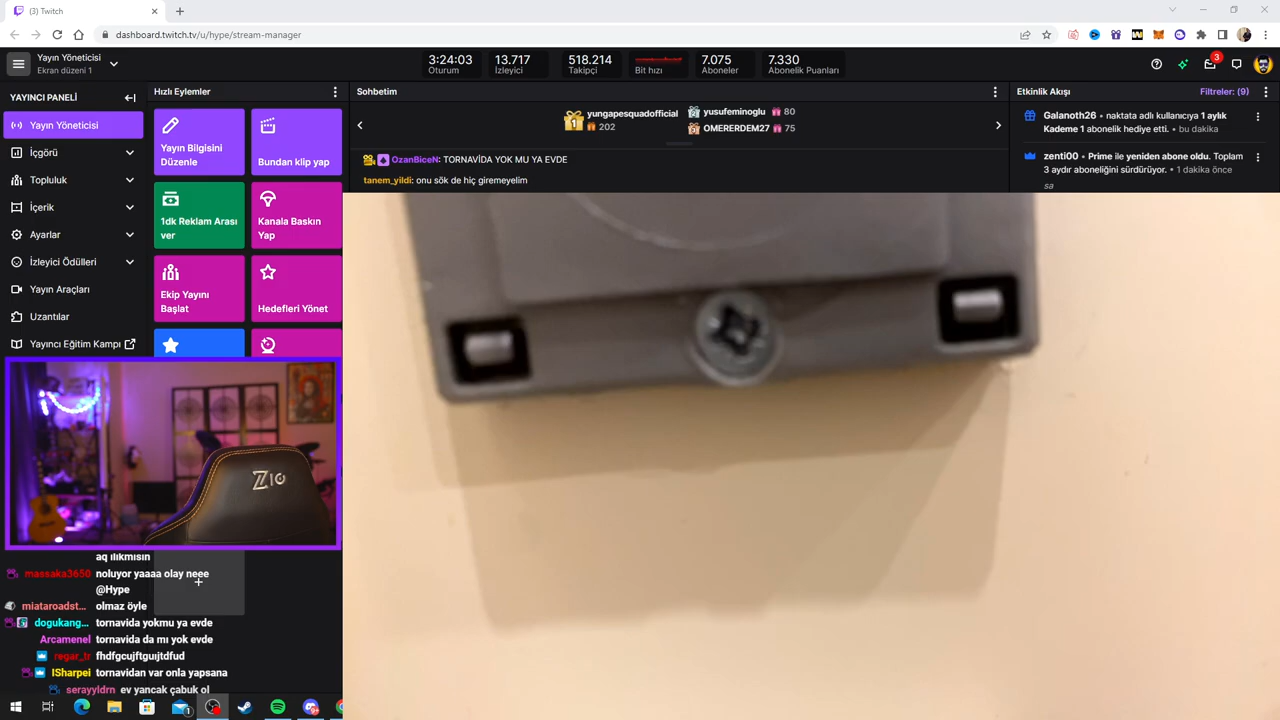 (3) Twitch
dashboard.twitch.tv/u/hype/stream-manager
Yayın Yöneticisi
Ekran düzeni 1
3:24:03
Oturum
13.717
İzleyici
518.214
Takipçi
Bit hızı
7.075
Aboneler
7.330
Abonelik Puanları
3
YAYINCI PANELİ
Yayın Yöneticisi
İçgörü
Topluluk
İçerik
Ayarlar
İzleyici Ödülleri
Yayın Araçları
Uzantılar
Yayıncı Eğitim Kampı
Hızlı Eylemler
Yayın Bilgisini
Düzenle
Bundan klip yap
1dk Reklam Arası
ver
Kanala Baskın
Yap
Ekip Yayını
Başlat
Hedefleri Yönet
Sohbetim
1 yungapesquadofficial
202
2 yusufeminoglu 80
3 OMERERDEM27 75
OzanBiceN: TORNAVİDA YOK MU YA EVDE
tanem_yildi: onu sök de hiç giremeyelim
Etkinlik Akışı
Filtreler: (9)
Galanoth26 • naktata adlı kullanıcıya 1 aylık
Kademe 1 abonelik hediye etti. • bu dakika
zenti00 • Prime ile yeniden abone oldu. Toplam
3 aydır aboneliğini sürdürüyor. • 1 dakika önce
sa
ZIO
aq ilikmisin
massaka3650 noluyor yaaaa olay neee
@Hype
miataroadst... olmaz öyle
dogukang... tornavida yokmu ya evde
Arcamenel tornavida da mı yok evde
regar_tr fhdfgcujftguıjtdfud
ISharpei tornavidan var onla yapsana
serayyldrn ev yancak çabuk ol
1